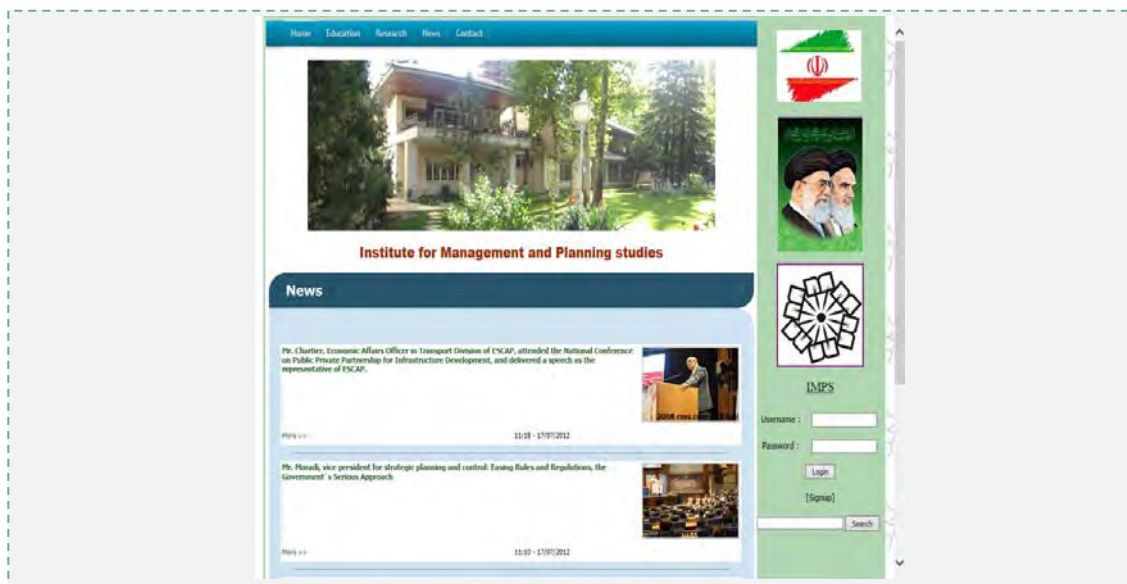 Home Education Research News Contact
Institute for Management and Planning studies
News
Mr. Chartier, Economic Affairs Officer in Transport Division of ESCAP, attended the National Conference
on Public Private Partnership for Infrastructure Development, and delivered a speech as the
representative of ESCAP.
More >>
11:18 - 17/07/2012
Mr. Moradi, vice president for strategic planning and control: Easing Rules and Regulations, the
Government`s Serious Approach
More >>
11:10 - 17/07/2012
IMPS
Username :
Password :
Login
[Signup]
Search